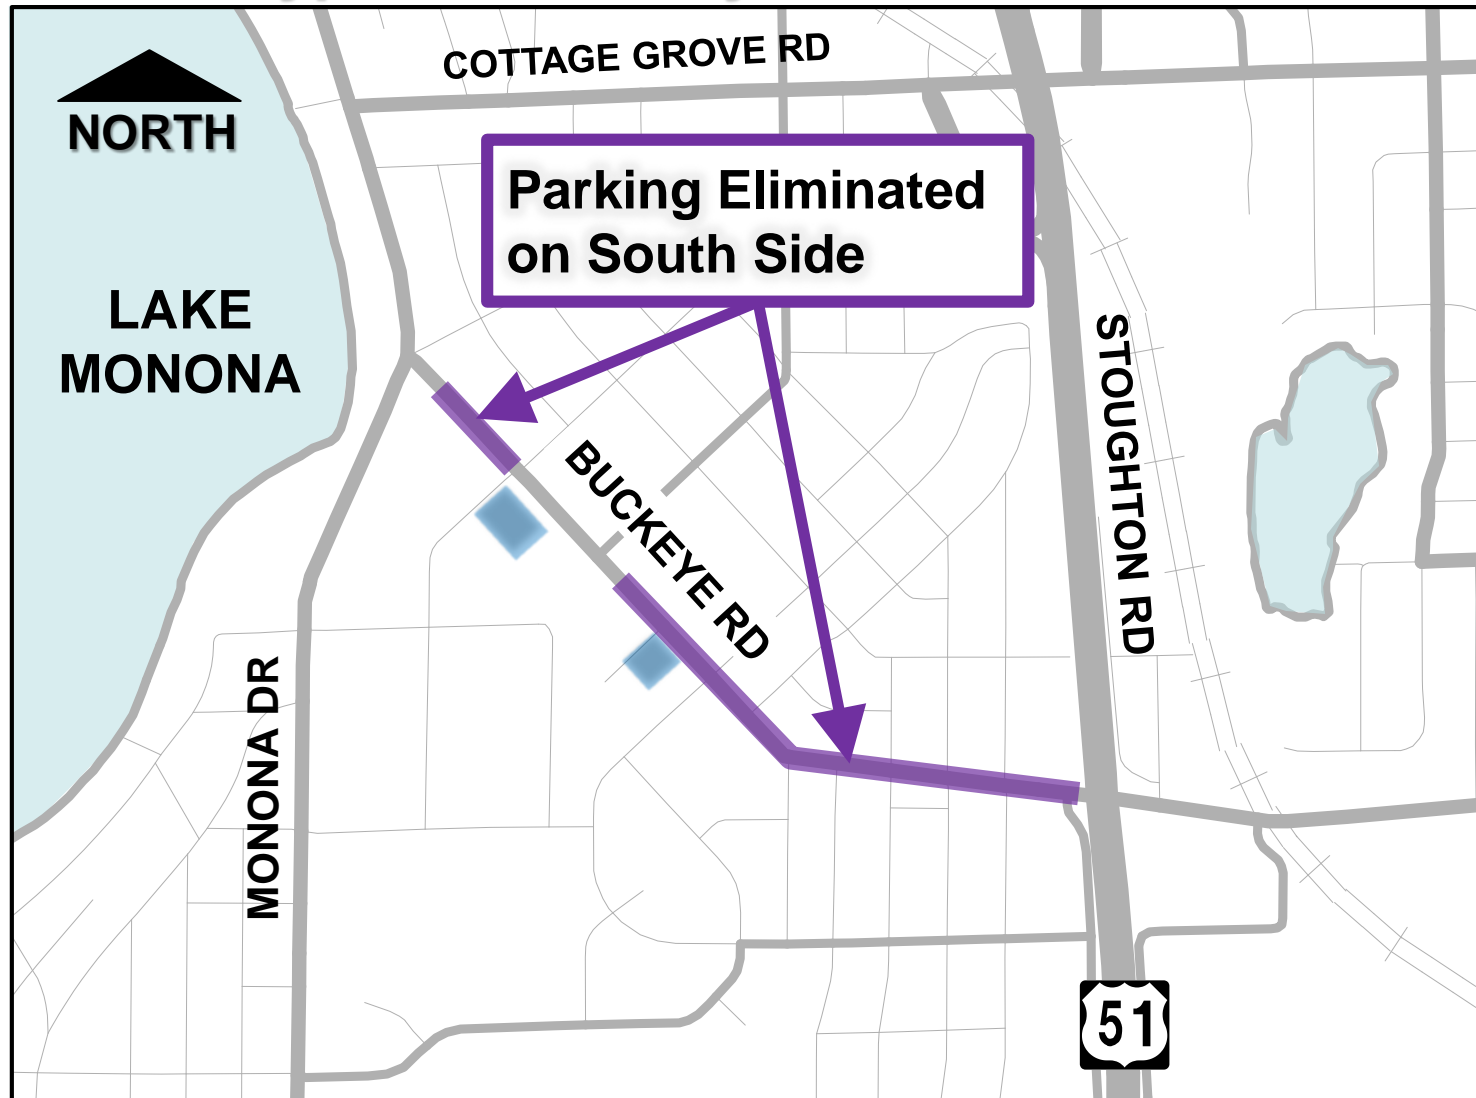 COTTAGE GROVE RD
NORTH
Parking Eliminated
on South Side
LAKE
MONONA
STOUGHTON RD
BUCKEYE RD
MONONA DR
51